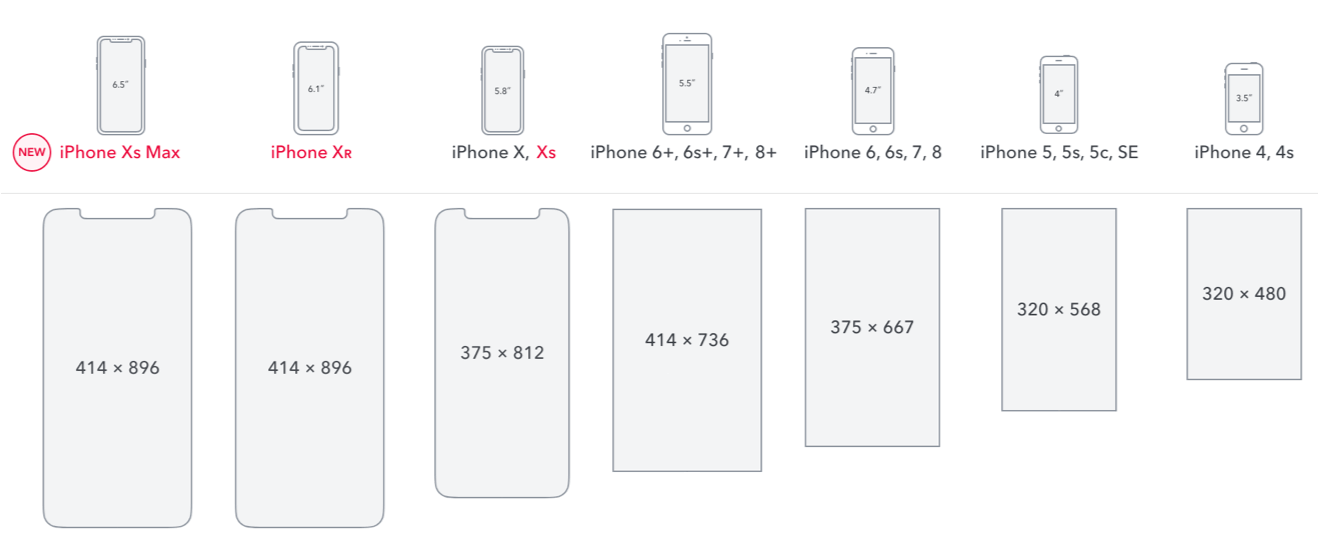 6.5″
6.1″
5.8″
5.5″
4.7″
4″
3.5″
NEW
iPhone Xs Max
iPhone XR
iPhone X, Xs
iPhone 6+, 6s+, 7+, 8+
iPhone 6, 6s, 7, 8
iPhone 5, 5s, 5c, SE
iPhone 4, 4s
414 × 896
414 × 896
375 × 812
414 × 736
375 × 667
320 × 568
320 × 480